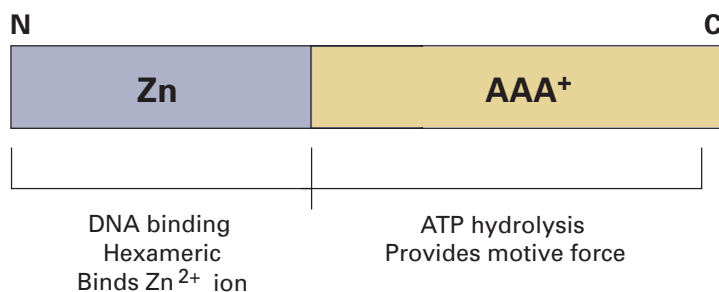 N C
Zn AAA⁺
DNA binding ATP hydrolysis
Hexameric Provides motive force
Binds Zn²⁺ ion